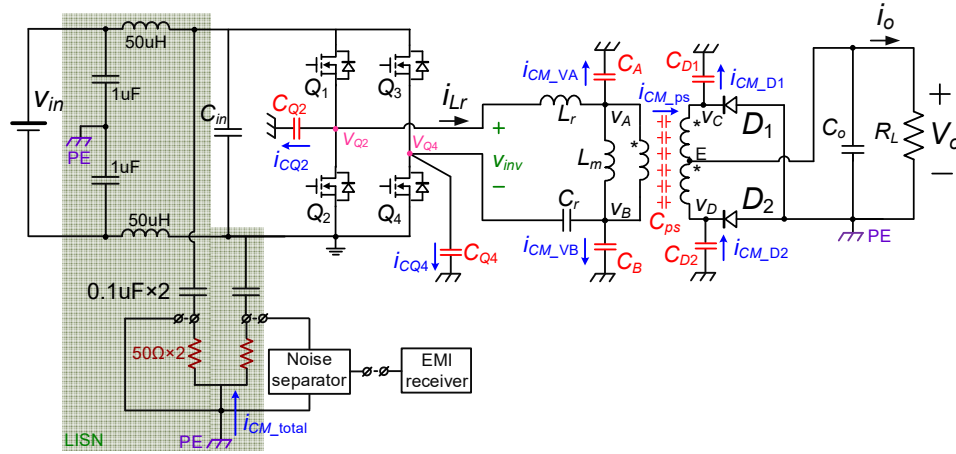 50uH
1uF
v_in
PE
1uF
50uH
C_in
Q_1
Q_3
C_Q2
i_CQ2
v_Q2
v_Q4
Q_2
Q_4
i_CQ4
C_Q4
i_Lr
+
v_inv
−
L_r
L_m
C_r
i_CM_VA
C_A
v_A
*
v_B
i_CM_VB
C_B
i_CM_ps
C_ps
C_D1
i_CM_D1
v_C
D_1
*
E
*
v_D
D_2
C_D2
i_CM_D2
i_o
C_o
R_L
+
V_o
−
PE
0.1uF×2
50Ω×2
Noise
separator
EMI
receiver
i_CM_total
PE
LISN